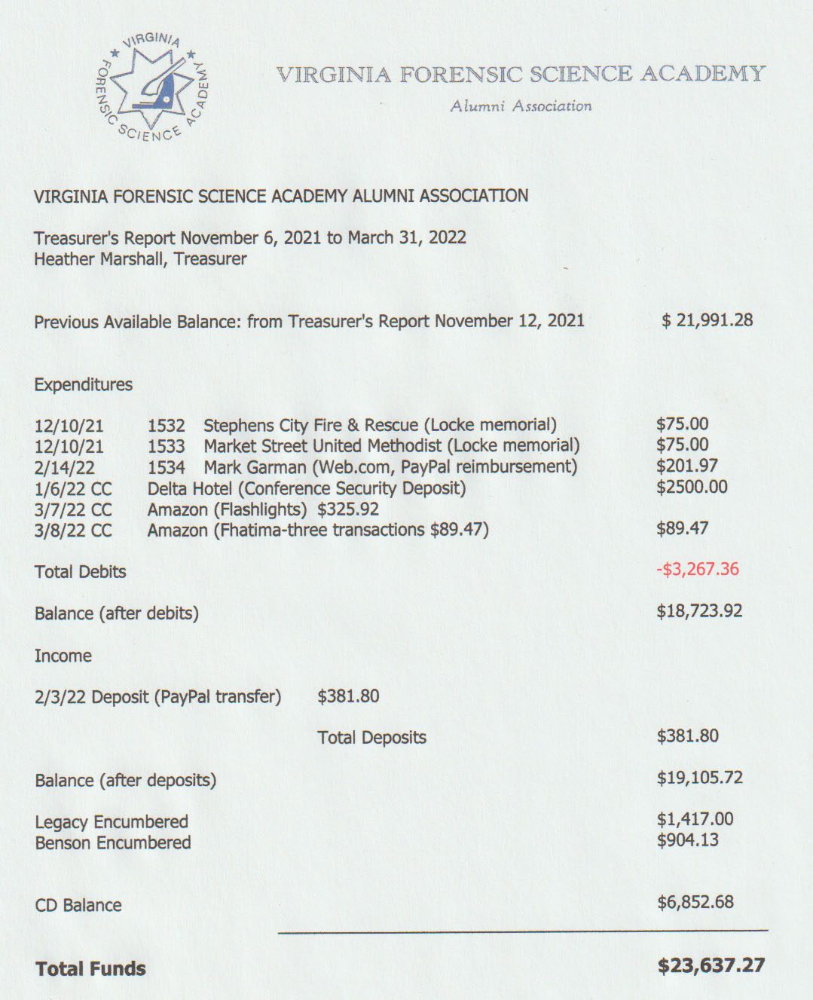 VIRGINIA
FORENSIC SCIENCE ACADEMY
VIRGINIA FORENSIC SCIENCE ACADEMY
Alumni Association
VIRGINIA FORENSIC SCIENCE ACADEMY ALUMNI ASSOCIATION
Treasurer's Report November 6, 2021 to March 31, 2022
Heather Marshall, Treasurer
Previous Available Balance: from Treasurer's Report November 12, 2021 $ 21,991.28
Expenditures
12/10/21 1532 Stephens City Fire & Rescue (Locke memorial) $75.00
12/10/21 1533 Market Street United Methodist (Locke memorial) $75.00
2/14/22 1534 Mark Garman (Web.com, PayPal reimbursement) $201.97
1/6/22 CC Delta Hotel (Conference Security Deposit) $2500.00
3/7/22 CC Amazon (Flashlights) $325.92
3/8/22 CC Amazon (Fhatima-three transactions $89.47) $89.47
Total Debits -$3,267.36
Balance (after debits) $18,723.92
Income
2/3/22 Deposit (PayPal transfer) $381.80
Total Deposits $381.80
Balance (after deposits) $19,105.72
Legacy Encumbered $1,417.00
Benson Encumbered $904.13
CD Balance $6,852.68
Total Funds $23,637.27